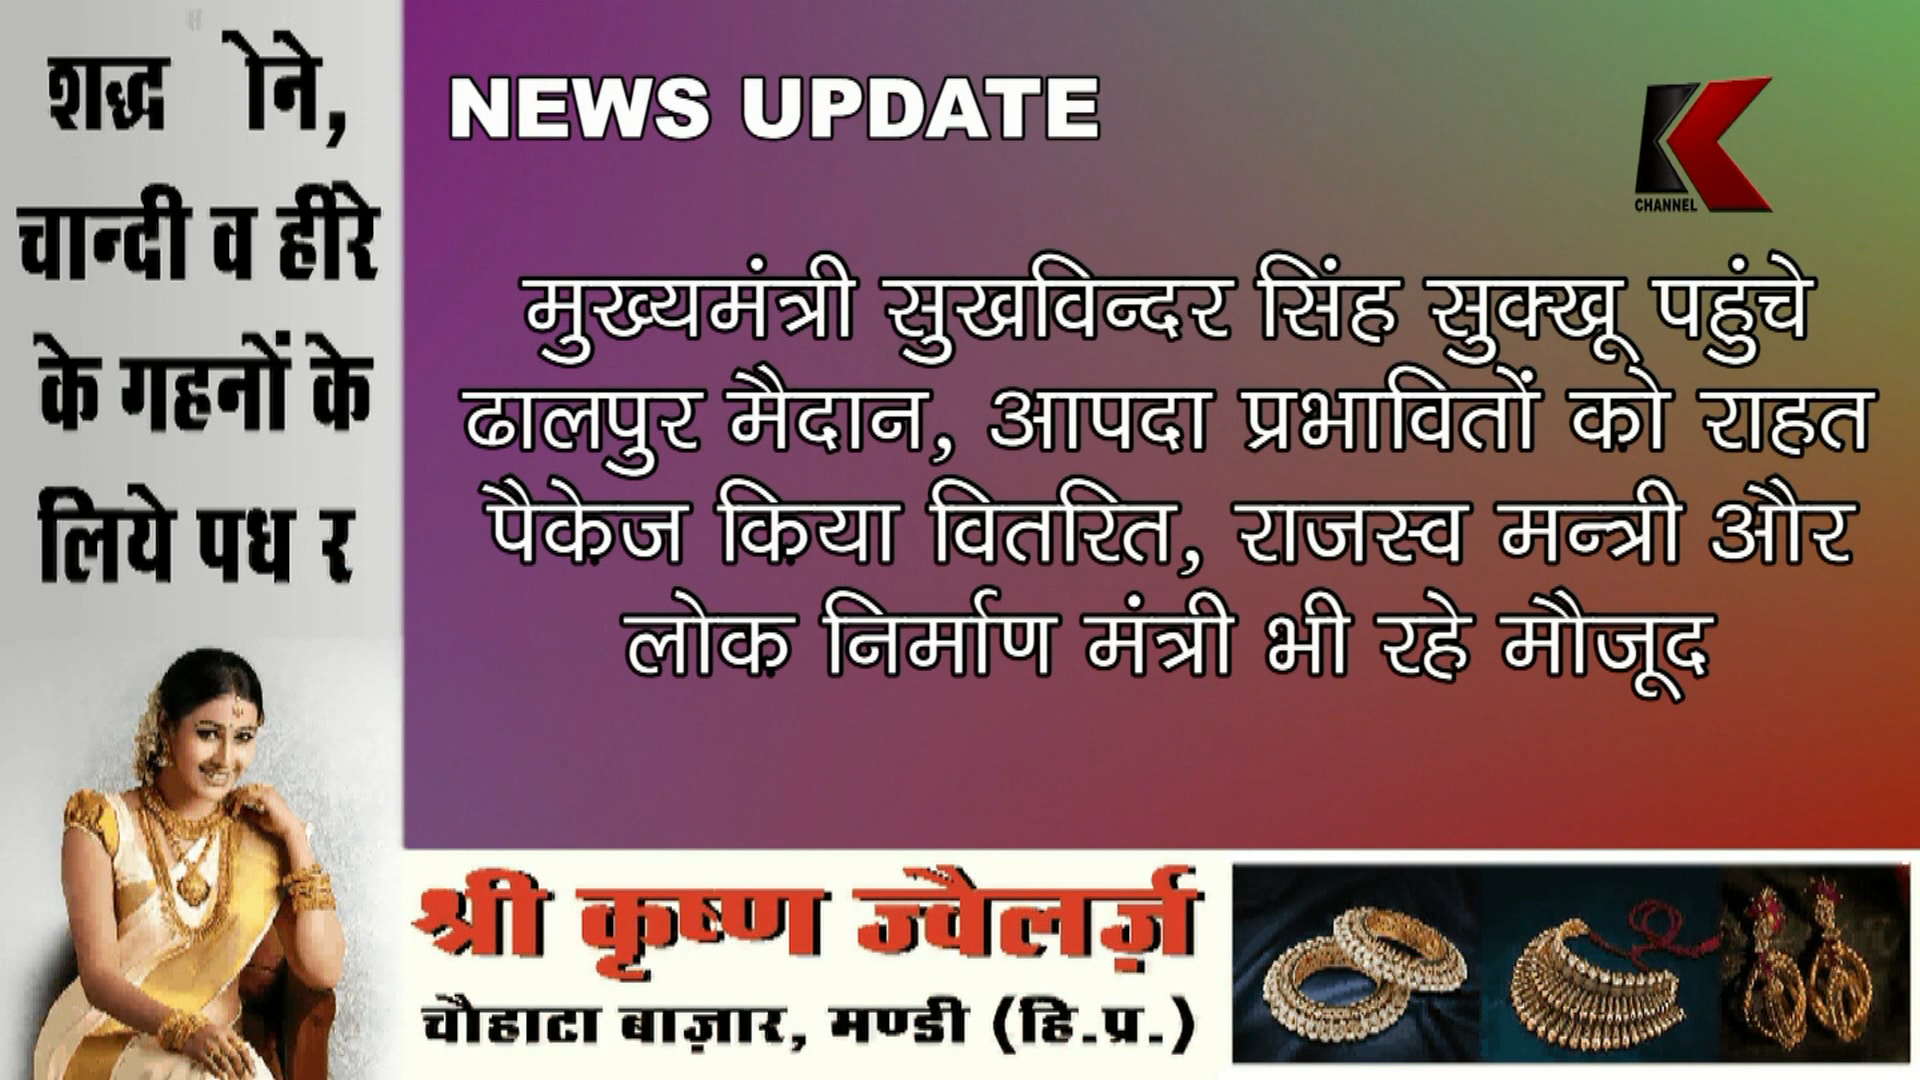 शद्ध ोने,
चान्दी व हीरे
के गहनों के
लिये पध र
NEWS UPDATE
CHANNEL
मुख्यमंत्री सुखविन्दर सिंह सुक्खू पहुंचे
ढालपुर मैदान, आपदा प्रभावितों को राहत
पैकेज किया वितरित, राजस्व मन्त्री और
लोक निर्माण मंत्री भी रहे मौजूद
श्री कृष्ण ज्वैलर्ज़
चौहाटा बाज़ार, मण्डी (हि.प्र.)